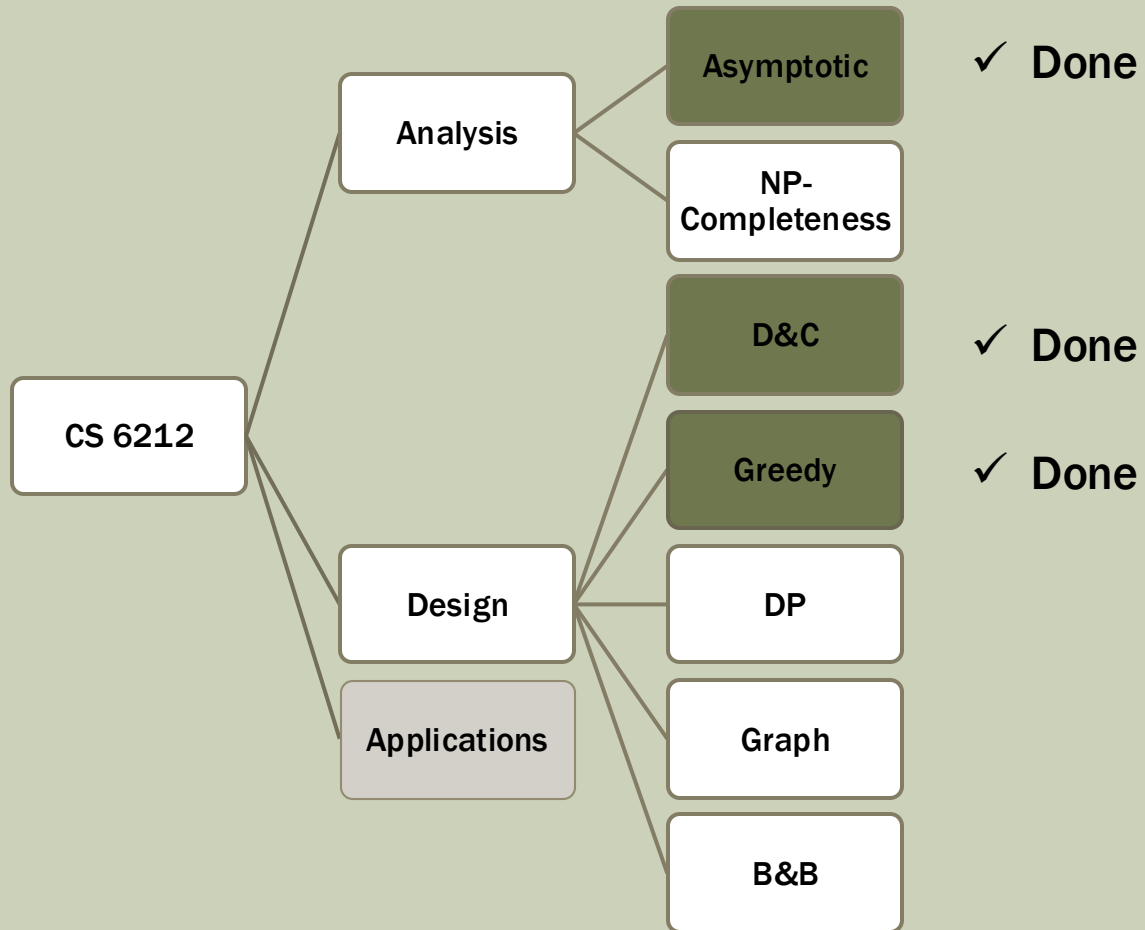 Asymptotic
✓ Done
Analysis
NP-
Completeness
D&C
✓ Done
CS 6212
Greedy
✓ Done
Design
DP
Applications
Graph
B&B